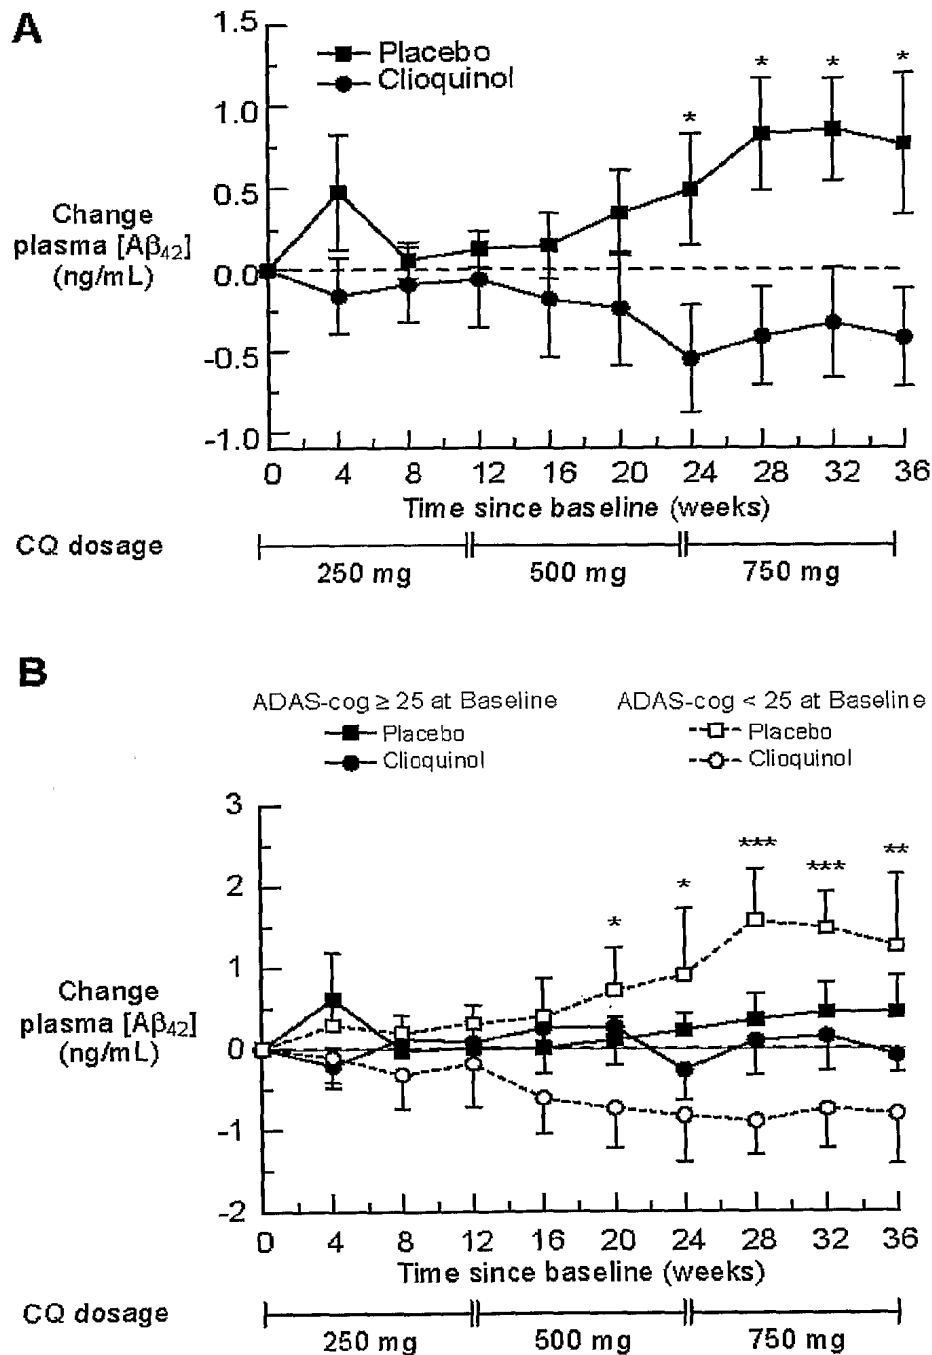 A
1.5
1.0
0.5
0.0
-0.5
-1.0
Placebo
Clioquinol
* * * *
Change
plasma [Aβ₄₂]
(ng/mL)
0 4 8 12 16 20 24 28 32 36
Time since baseline (weeks)
CQ dosage
250 mg 500 mg 750 mg
B
ADAS-cog ≥ 25 at Baseline ADAS-cog < 25 at Baseline
Placebo Placebo
Clioquinol Clioquinol
3
2
1
0
-1
-2
* * *** *** **
Change
plasma [Aβ₄₂]
(ng/mL)
0 4 8 12 16 20 24 28 32 36
Time since baseline (weeks)
CQ dosage
250 mg 500 mg 750 mg